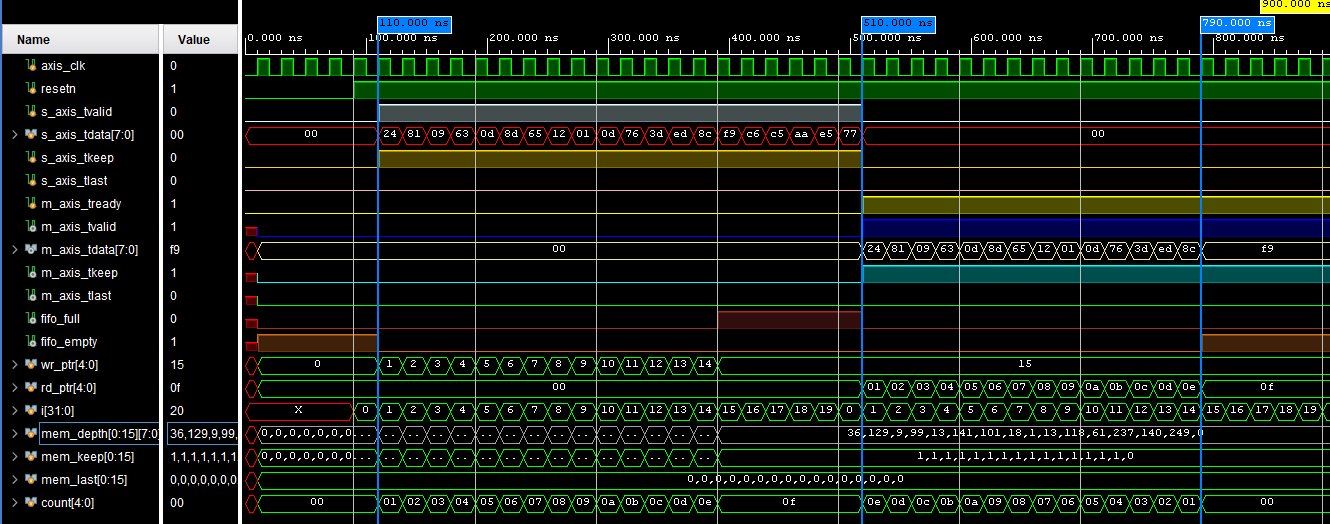 900.000 ns
110.000 ns 510.000 ns 790.000 ns
Name Value 0.000 ns 100.000 ns 200.000 ns 300.000 ns 400.000 ns 500.000 ns 600.000 ns 700.000 ns 800.000 ns
axis_clk 0
resetn 1
s_axis_tvalid 0
s_axis_tdata[7:0] 00 00 24 81 09 63 0d 8d 65 12 01 0d 76 3d ed 8c f9 c6 c5 aa e5 77 00
s_axis_tkeep 0
s_axis_tlast 0
m_axis_tready 1
m_axis_tvalid 1
m_axis_tdata[7:0] f9 00 24 81 09 63 0d 8d 65 12 01 0d 76 3d ed 8c f9
m_axis_tkeep 1
m_axis_tlast 0
fifo_full 0
fifo_empty 1
wr_ptr[4:0] 15 0 1 2 3 4 5 6 7 8 9 10 11 12 13 14 15
rd_ptr[4:0] 0f 00 01 02 03 04 05 06 07 08 09 0a 0b 0c 0d 0e 0f
i[31:0] 20 X 0 1 2 3 4 5 6 7 8 9 10 11 12 13 14 15 16 17 18 19 0 1 2 3 4 5 6 7 8 9 10 11 12 13 14 15 16 17 18 19
mem_depth[0:15][7:0] 36,129,9,99, 0,0,0,0,0,0,0... .. .. .. .. .. .. .. .. .. .. .. .. .. .. 36,129,9,99,13,141,101,18,1,13,118,61,237,140,249,0
mem_keep[0:15] 1,1,1,1,1,1,1 0,0,0,0,0,0,0... .. .. .. .. .. .. .. .. .. .. .. .. .. .. 1,1,1,1,1,1,1,1,1,1,1,1,1,1,1,0
mem_last[0:15] 0,0,0,0,0,0,0 0,0,0,0,0,0,0,0,0,0,0,0,0,0,0,0
count[4:0] 00 00 01 02 03 04 05 06 07 08 09 0a 0b 0c 0d 0e 0f 0e 0d 0c 0b 0a 09 08 07 06 05 04 03 02 01 00